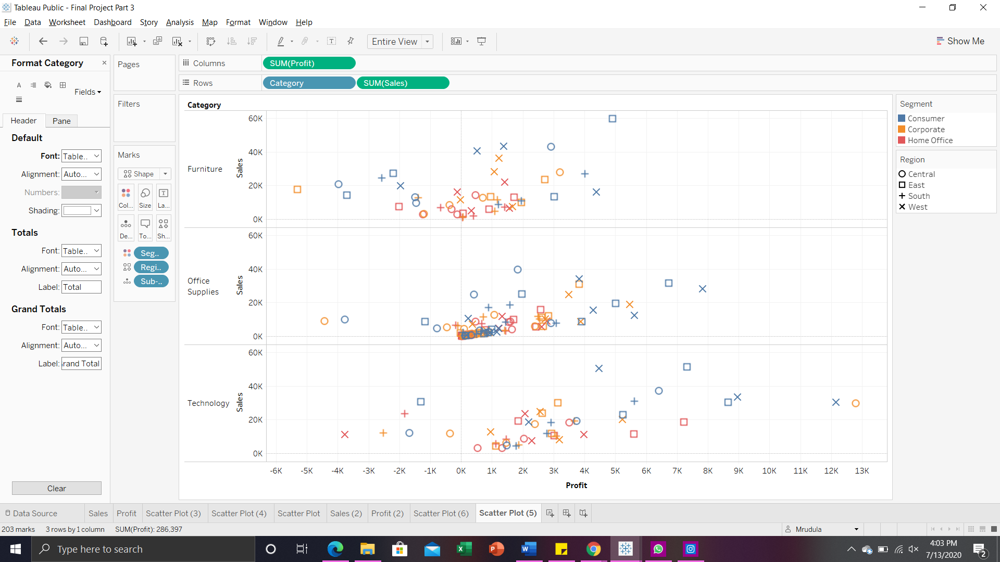 Tableau Public - Final Project Part 3
File Data Worksheet Dashboard Story Analysis Map Format Window Help
Entire View
Show Me
Format Category
Fields
Header Pane
Default
Font: Table..
Alignment: Auto...
Numbers:
Shading:
Totals
Font: Table..
Alignment: Auto...
Label: Total
Grand Totals
Font: Table..
Alignment: Auto...
Label: Grand Total
Clear
Pages
Filters
Marks
Shape
Col... Size La...
De... To... Sh...
Seg..
Regi..
Sub-..
Columns SUM(Profit)
Rows Category SUM(Sales)
Category
Furniture
Sales
60K
40K
20K
0K
Office
Supplies
Sales
60K
40K
20K
0K
Technology
Sales
60K
40K
20K
0K
-6K -5K -4K -3K -2K -1K 0K 1K 2K 3K 4K 5K 6K 7K 8K 9K 10K 11K 12K 13K
Profit
Segment
Consumer
Corporate
Home Office
Region
Central
East
South
West
Data Source Sales Profit Scatter Plot (3) Scatter Plot (4) Scatter Plot Sales (2) Profit (2) Scatter Plot (6) Scatter Plot (5)
203 marks 3 rows by 1 column SUM(Profit): 286,397
Mrudula
Type here to search
4:03 PM
7/13/2020
2